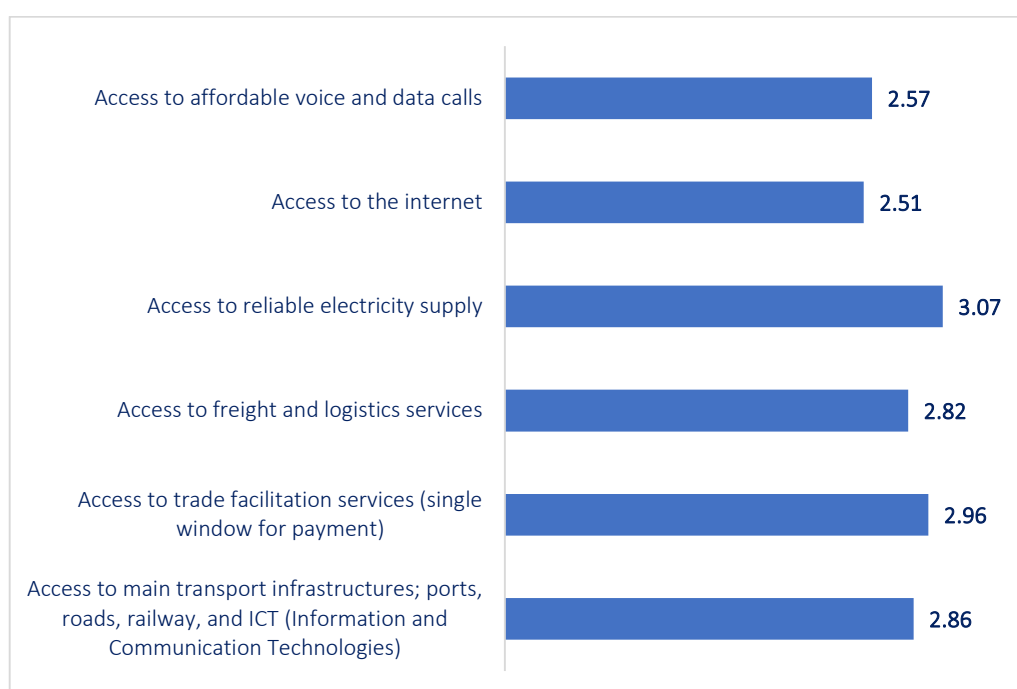 Access to affordable voice and data calls
2.57
Access to the internet
2.51
Access to reliable electricity supply
3.07
Access to freight and logistics services
2.82
Access to trade facilitation services (single
window for payment)
2.96
Access to main transport infrastructures; ports,
roads, railway, and ICT (Information and
Communication Technologies)
2.86